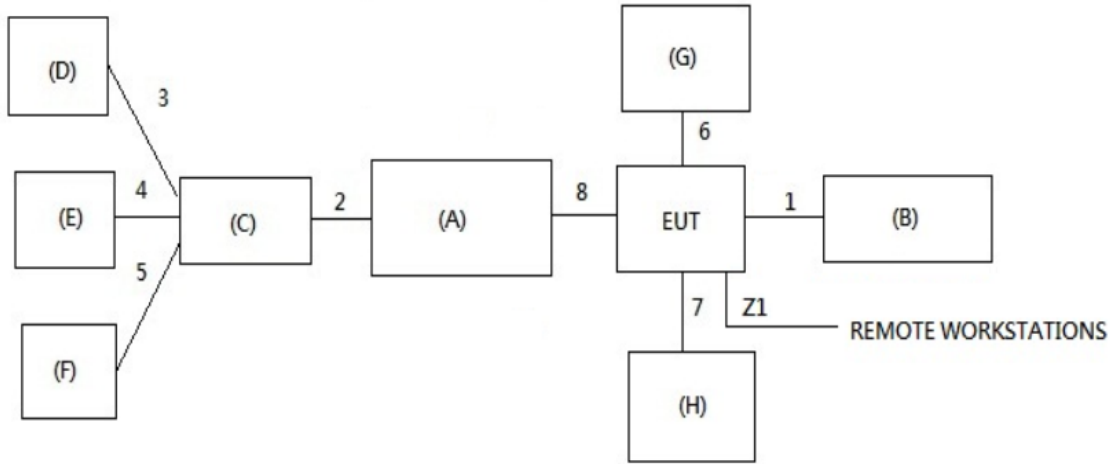 (D)
3
(G)
6
(E)
4
(C)
2
(A)
8
EUT
1
(B)
5
7
Z1
REMOTE WORKSTATIONS
(F)
(H)